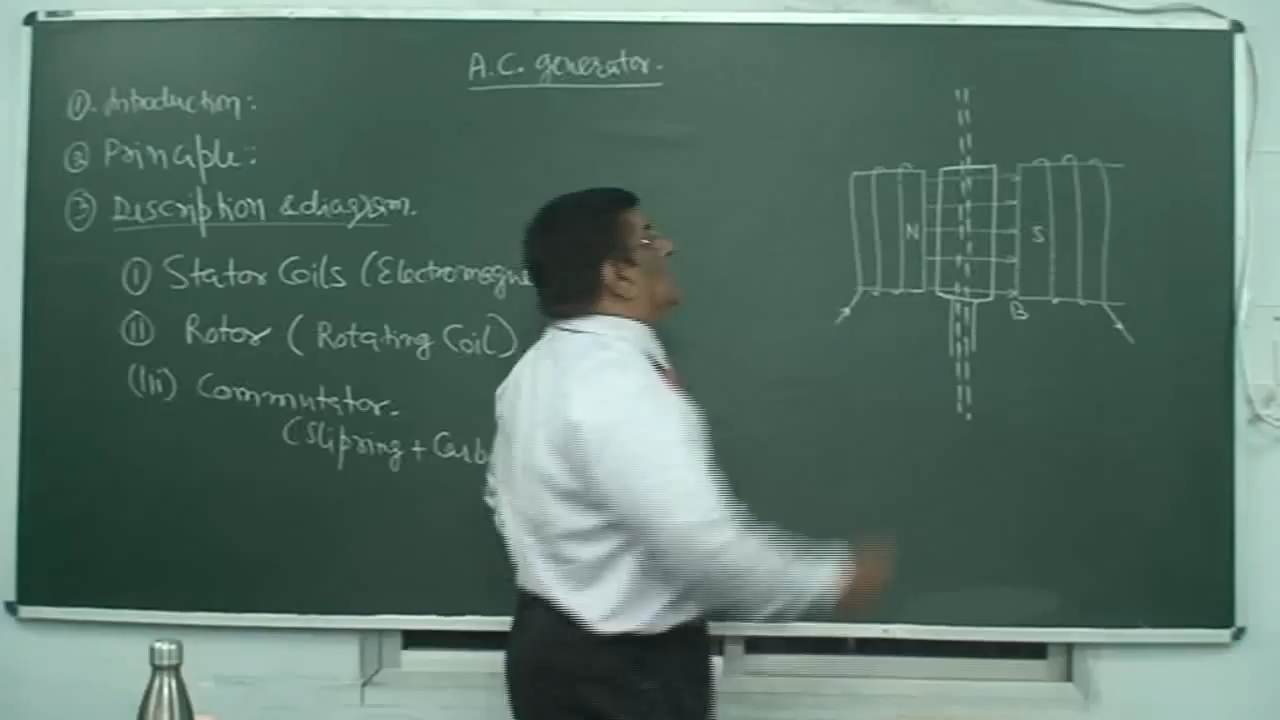 A.C. generator.
①. Introduction:
② Principle:
③ Description & diagram.
ⓘ Stator Coils (Electromagne
ⓘⓘ Rotor (Rotating Coil)
(iii) Commutator.
(Slipring + Carb
N
S
B